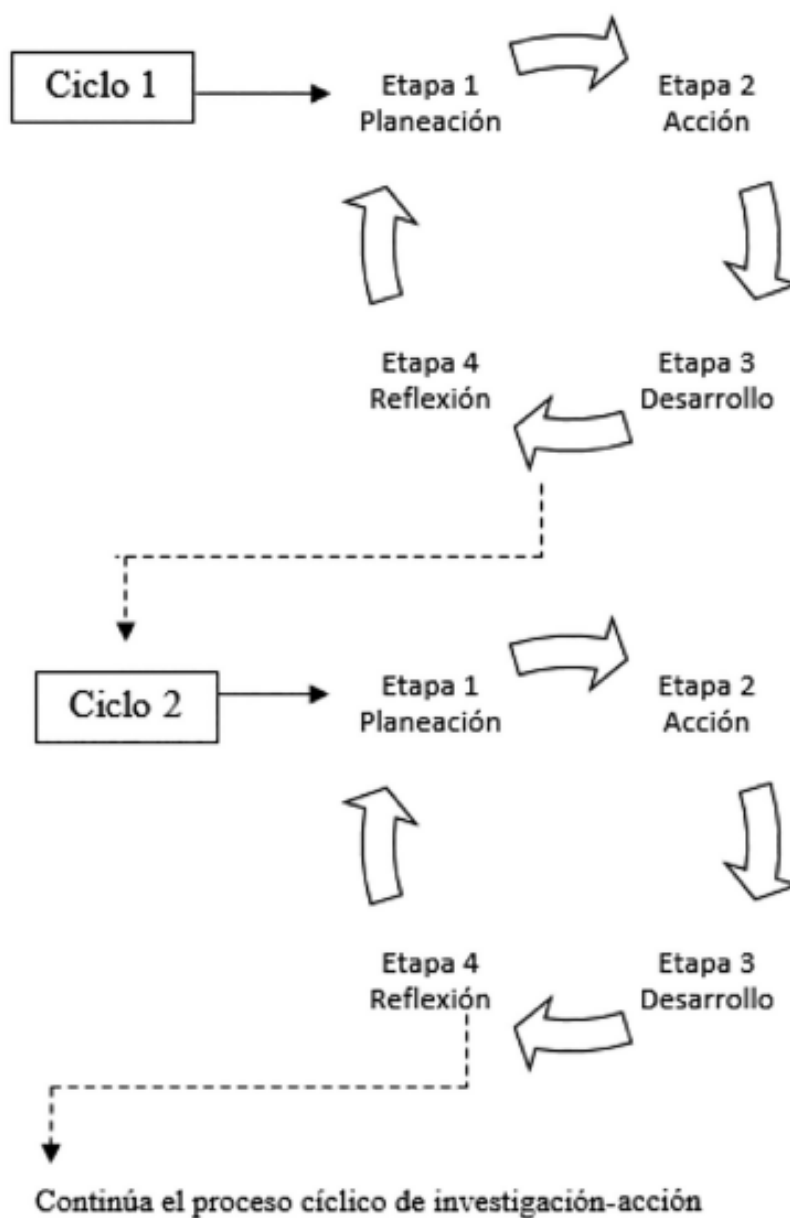 Ciclo 1
Etapa 1
Planeación
Etapa 2
Acción
Etapa 4
Reflexión
Etapa 3
Desarrollo
Ciclo 2
Etapa 1
Planeación
Etapa 2
Acción
Etapa 4
Reflexión
Etapa 3
Desarrollo
Continúa el proceso cíclico de investigación-acción